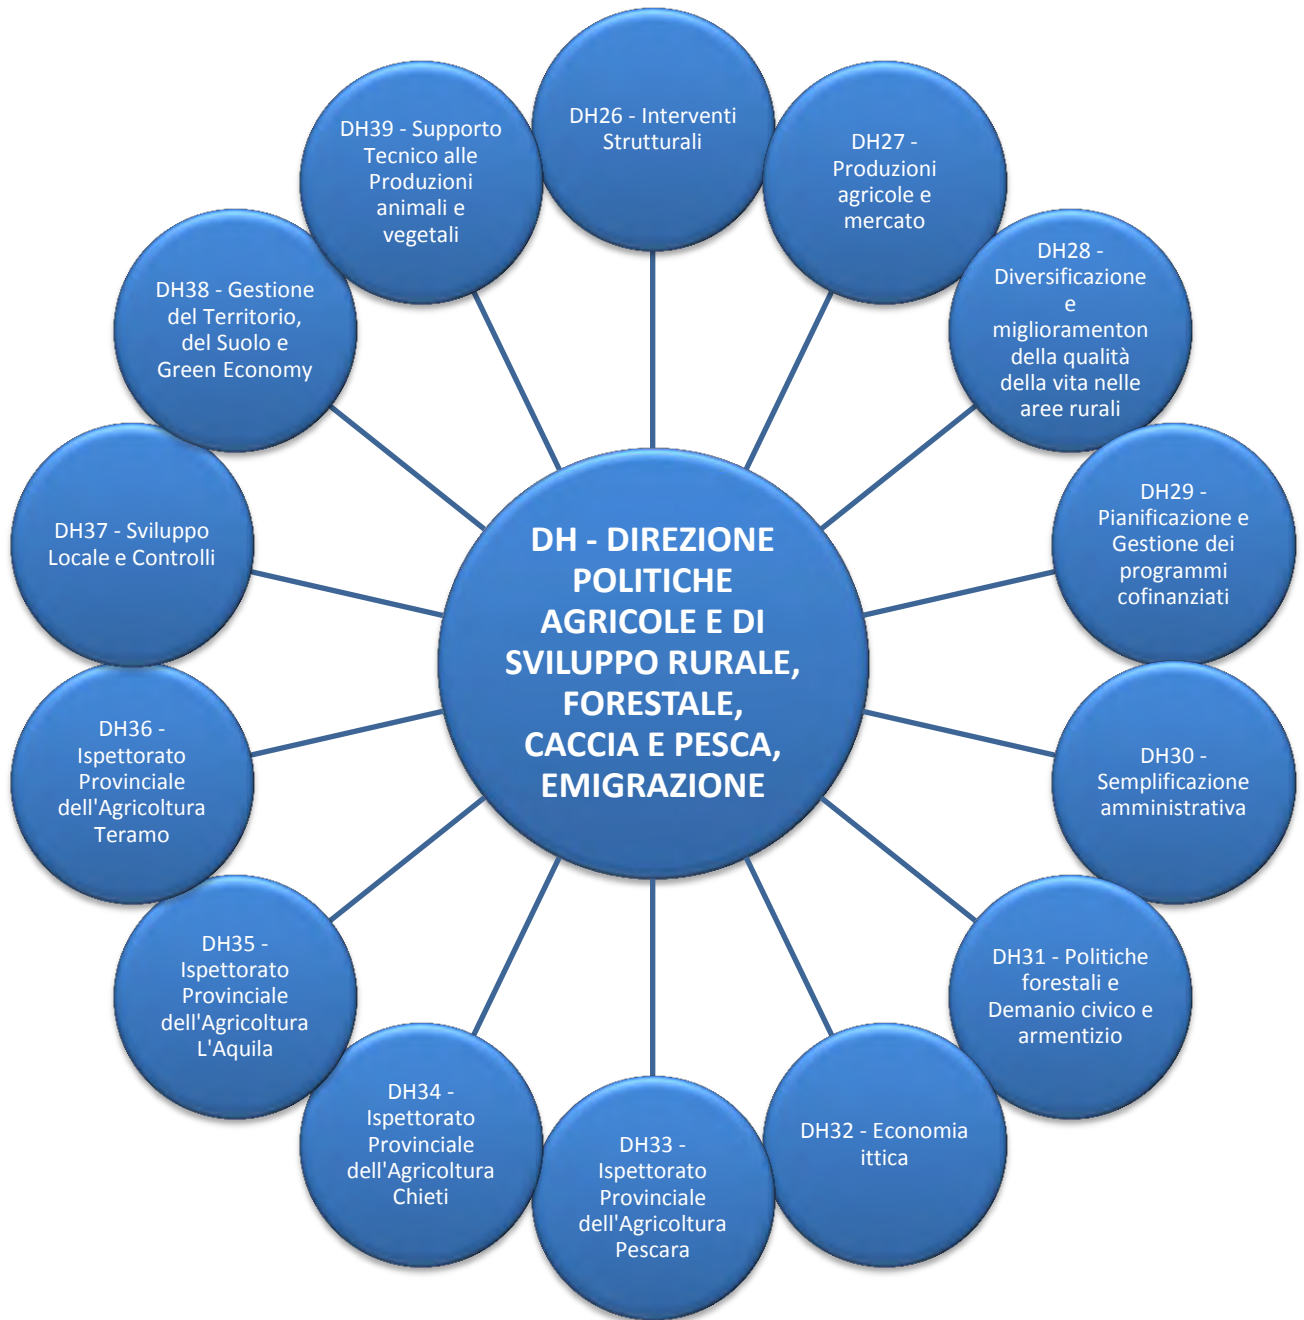 DH26 - Interventi
Strutturali
DH27 -
Produzioni
agricole e
mercato
DH28 -
Diversificazione
e
miglioramenton
della qualità
della vita nelle
aree rurali
DH29 -
Pianificazione e
Gestione dei
programmi
cofinanziati
DH30 -
Semplificazione
amministrativa
DH31 - Politiche
forestali e
Demanio civico e
armentizio
DH32 - Economia
ittica
DH33 -
Ispettorato
Provinciale
dell'Agricoltura
Pescara
DH34 -
Ispettorato
Provinciale
dell'Agricoltura
Chieti
DH35 -
Ispettorato
Provinciale
dell'Agricoltura
L'Aquila
DH36 -
Ispettorato
Provinciale
dell'Agricoltura
Teramo
DH37 - Sviluppo
Locale e Controlli
DH38 - Gestione
del Territorio,
del Suolo e
Green Economy
DH39 - Supporto
Tecnico alle
Produzioni
animali e
vegetali
DH - DIREZIONE
POLITICHE
AGRICOLE E DI
SVILUPPO RURALE,
FORESTALE,
CACCIA E PESCA,
EMIGRAZIONE